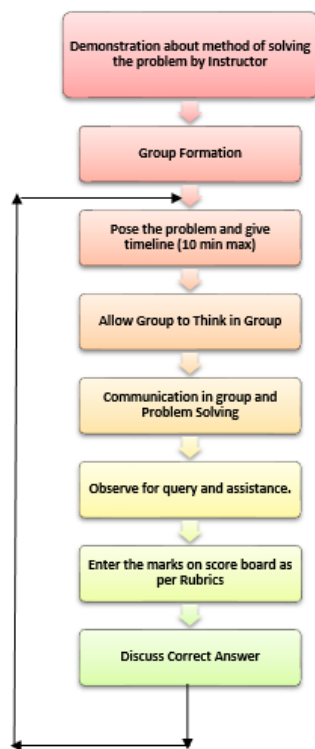 Demonstration about method of solving
the problem by Instructor
Group Formation
Pose the problem and give
timeline (10 min max)
Allow Group to Think in Group
Communication in group and
Problem Solving
Observe for query and assistance.
Enter the marks on score board as
per Rubrics
Discuss Correct Answer